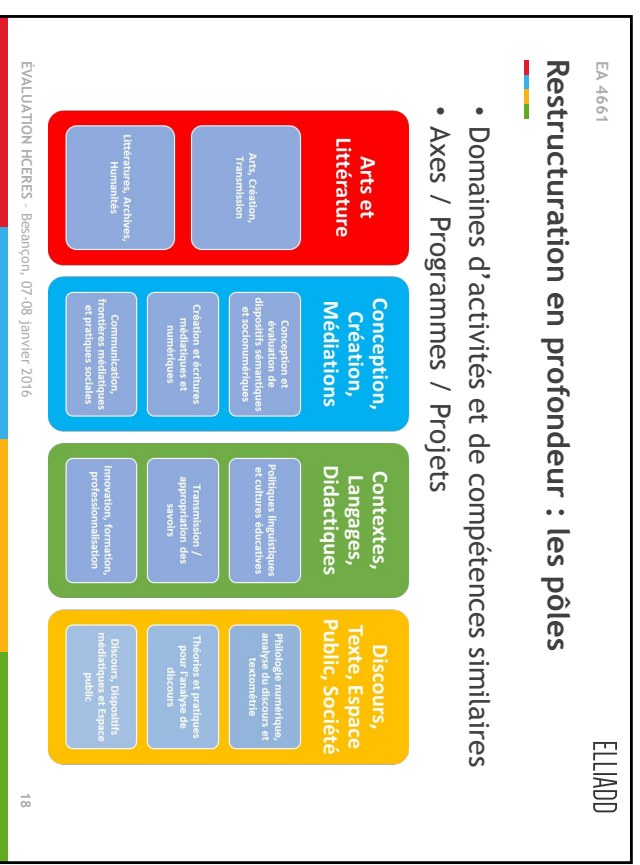 EA 4661
ELLIADD
Restructuration en profondeur : les pôles
• Domaines d'activités et de compétences similaires
• Axes / Programmes / Projets
Arts et
Littérature
Arts, Création,
Transmission
Littératures, Archives,
Humanités
Conception,
Création,
Médiations
Conception et
évaluation de
dispositifs sémantiques
et socionumériques
Création et écritures
médiatiques et
numériques
Communication,
frontières médiatiques
et pratiques sociales
Contextes,
Langages,
Didactiques
Politiques linguistiques
et cultures éducatives
Transmission /
appropriation des
savoirs
Innovation, formation,
professionnalisation
Discours,
Texte, Espace
Public, Société
Philologie numérique,
analyse du discours et
textométrie
Théories et pratiques
pour l'analyse de
discours
Discours, Dispositifs
médiatiques et Espace
public
ÉVALUATION HCERES - Besançon, 07-08 janvier 2016
18